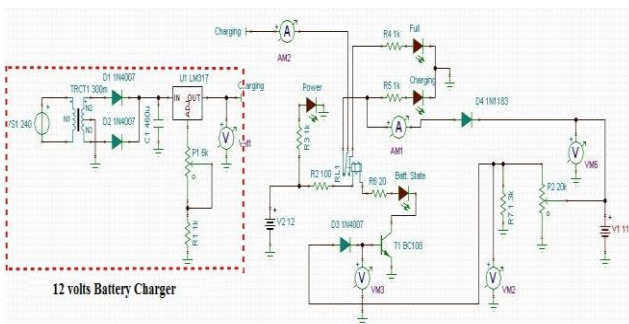 Charging
AM2
R4 1k
Full
TRCT1 300m
D1 1N4007
U1 LM317
Charging
IN
OUT
ADJ
Power
R5 1k
Charging
D4 1N1183
VS1 240
N1
N2
N3
D2 1N4007
R3 1k
AM1
VM6
P1 6k
R2 100
RL1
R6 20
Batt. State
R7 1.3k
P2 20k
V2 12
R1 1k
D3 1N4007
T1 BC108
V1 11
VM3
VM2
12 volts Battery Charger